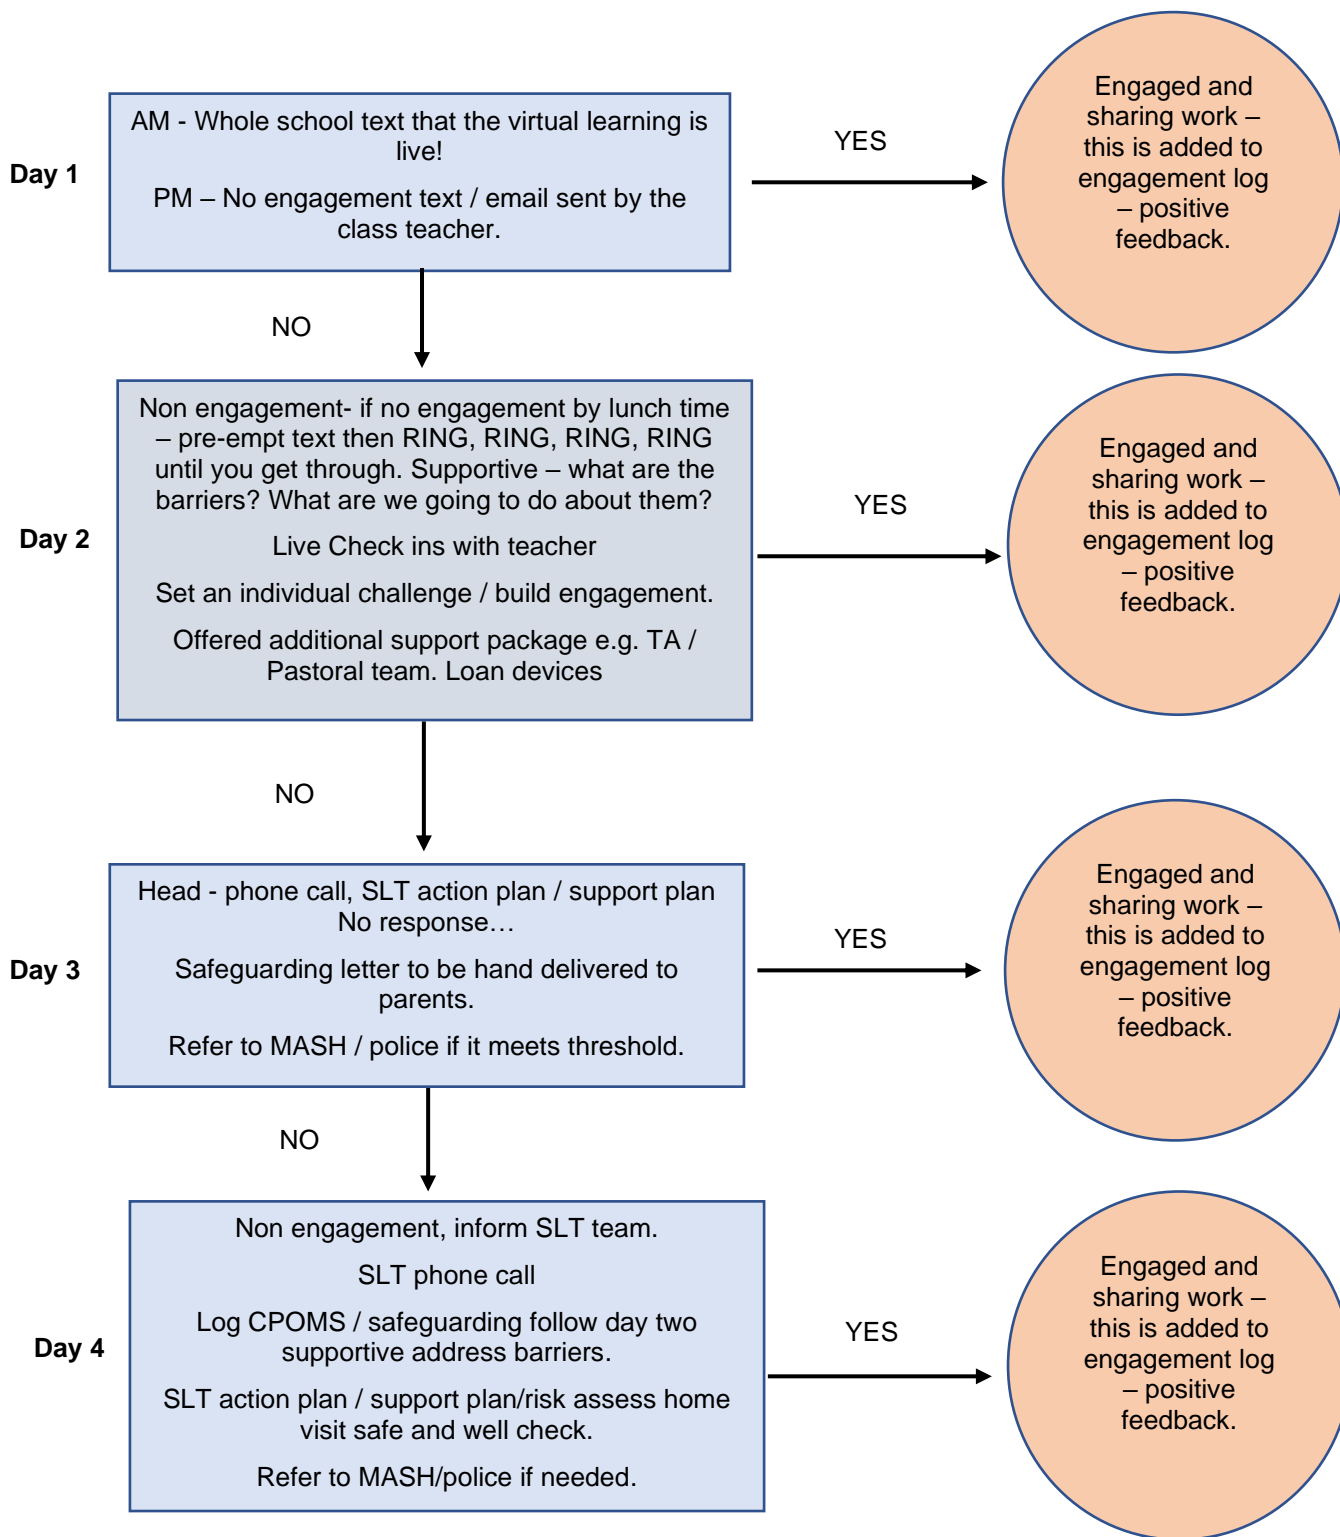 Day 1
AM - Whole school text that the virtual learning is
live!
PM – No engagement text / email sent by the
class teacher.
YES
Engaged and
sharing work –
this is added to
engagement log
– positive
feedback.
NO
Day 2
Non engagement- if no engagement by lunch time
– pre-empt text then RING, RING, RING, RING
until you get through. Supportive – what are the
barriers? What are we going to do about them?
Live Check ins with teacher
Set an individual challenge / build engagement.
Offered additional support package e.g. TA /
Pastoral team. Loan devices
YES
Engaged and
sharing work –
this is added to
engagement log
– positive
feedback.
NO
Day 3
Head - phone call, SLT action plan / support plan
No response…
Safeguarding letter to be hand delivered to
parents.
Refer to MASH / police if it meets threshold.
YES
Engaged and
sharing work –
this is added to
engagement log
– positive
feedback.
NO
Day 4
Non engagement, inform SLT team.
SLT phone call
Log CPOMS / safeguarding follow day two
supportive address barriers.
SLT action plan / support plan/risk assess home
visit safe and well check.
Refer to MASH/police if needed.
YES
Engaged and
sharing work –
this is added to
engagement log
– positive
feedback.